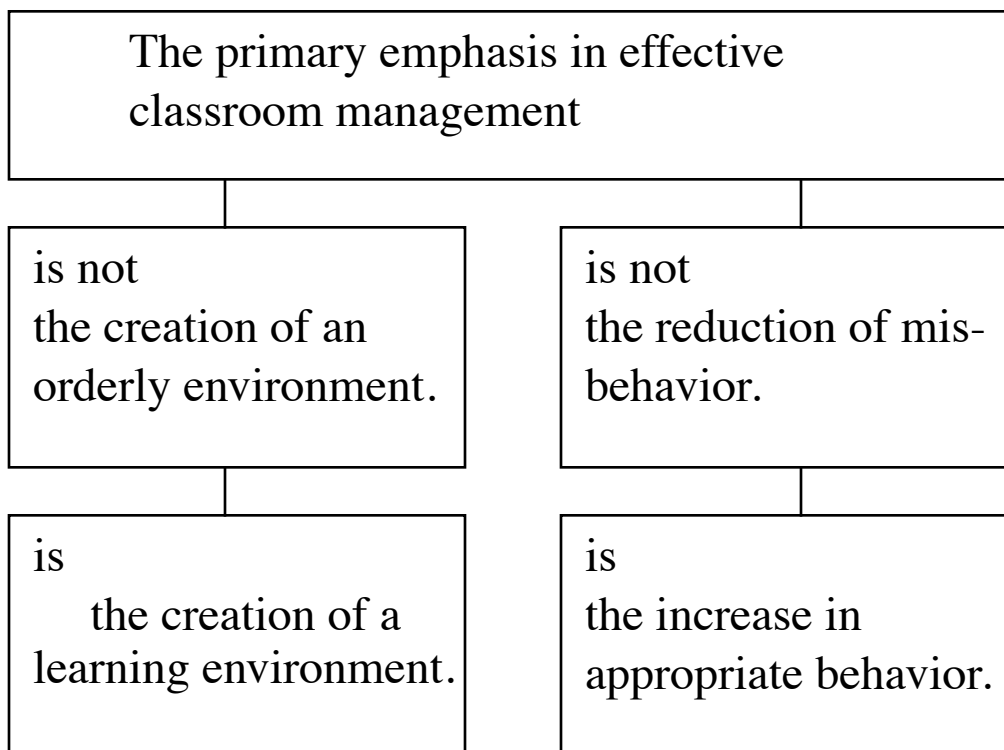 The primary emphasis in effective
classroom management
is not
the creation of an
orderly environment.
is not
the reduction of mis-
behavior.
is
the creation of a
learning environment.
is
the increase in
appropriate behavior.